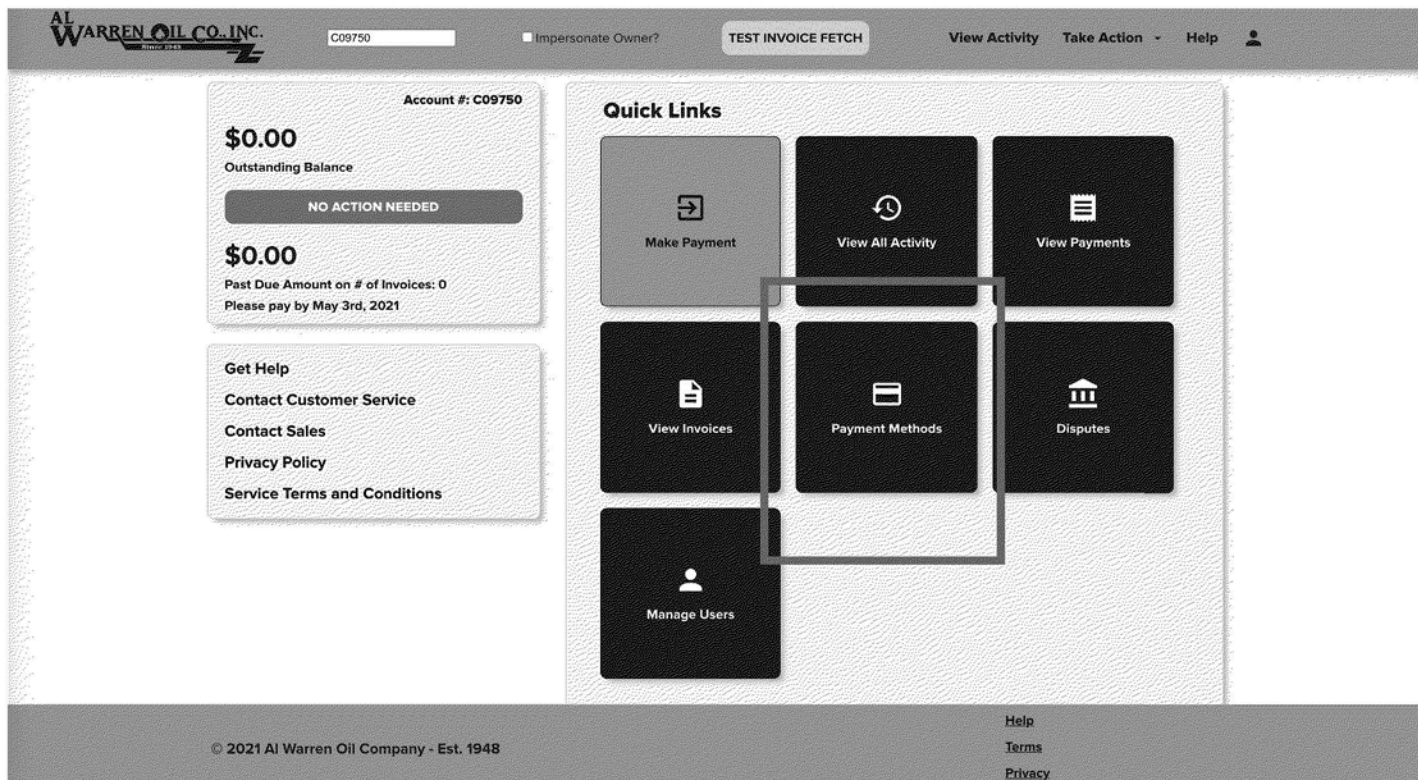 AL
WARREN OIL CO., INC.
Since 1948
C09750
Impersonate Owner?
TEST INVOICE FETCH
View Activity
Take Action
Help
Account #: C09750
$0.00
Outstanding Balance
NO ACTION NEEDED
$0.00
Past Due Amount on # of Invoices: 0
Please pay by May 3rd, 2021
Get Help
Contact Customer Service
Contact Sales
Privacy Policy
Service Terms and Conditions
Quick Links
Make Payment
View All Activity
View Payments
View Invoices
Payment Methods
Disputes
Manage Users
© 2021 Al Warren Oil Company - Est. 1948
Help
Terms
Privacy